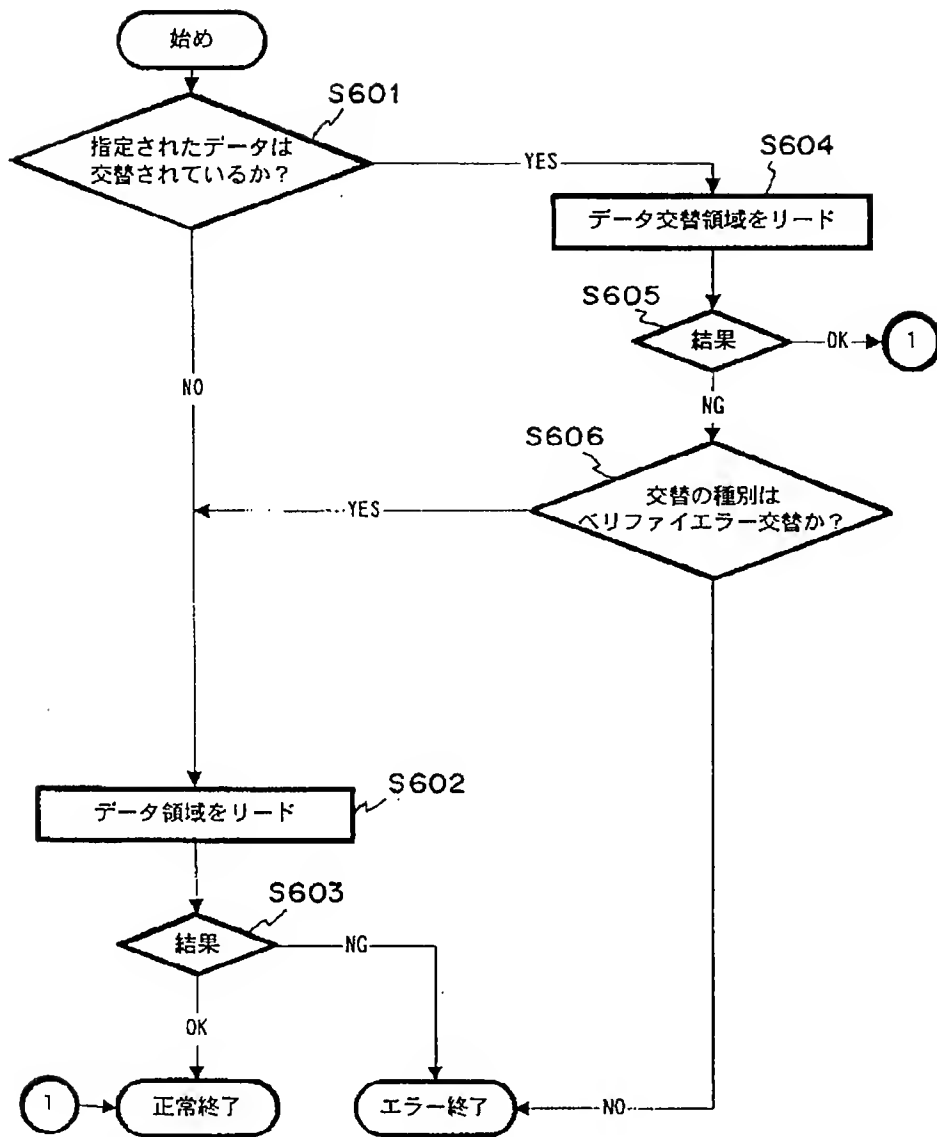 始め
S601
指定されたデータは
交替されているか?
YES
S604
データ交替領域をリード
S605
結果
OK
1
NO
NG
S606
交替の種別は
ベリファイエラー交替か?
YES
S602
データ領域をリード
S603
結果
NG
OK
1
正常終了
エラー終了
NO